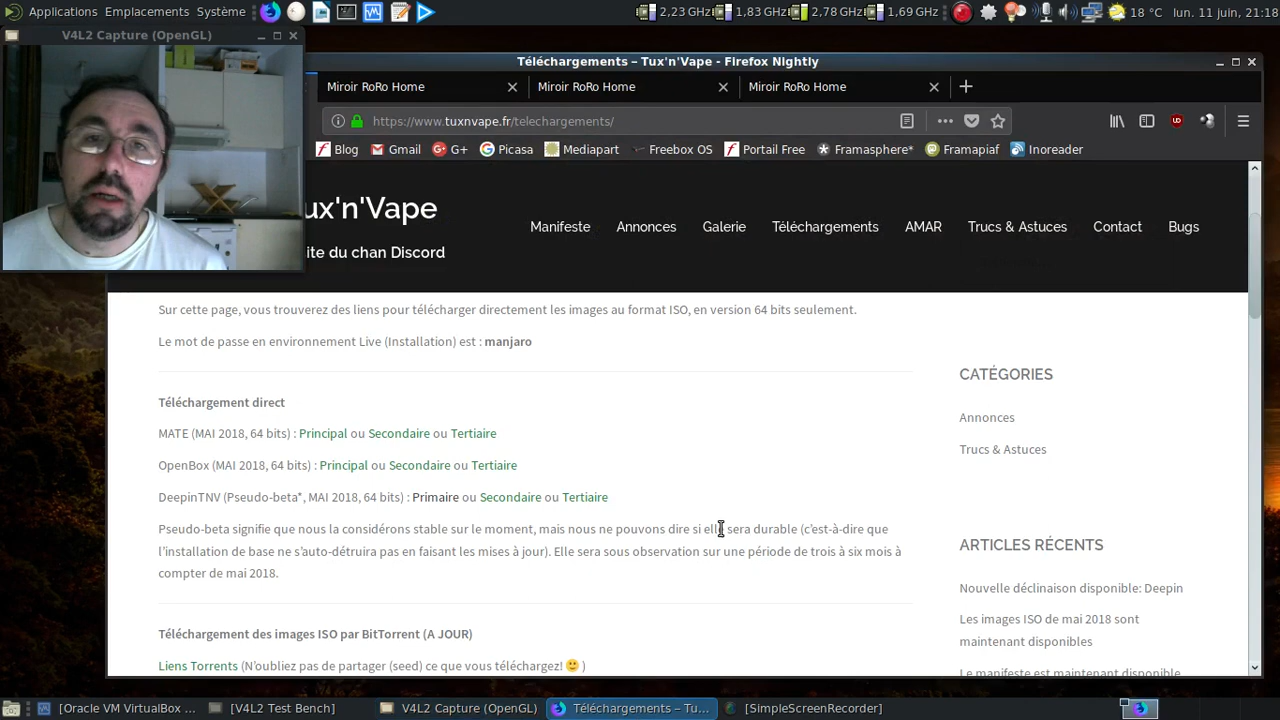 Applications Emplacements Système 2,23 GHz 1,83 GHz 2,78 GHz 1,69 GHz 18 °C lun. 11 juin, 21:18
V4L2 Capture (OpenGL)
Téléchargements – Tux'n'Vape - Firefox Nightly
Miroir RoRo Home Miroir RoRo Home Miroir RoRo Home
https://www.tuxnvape.fr/telechargements/
Blog Gmail G+ Picasa Mediapart Freebox OS Portail Free Framasphere* Framapiaf Inoreader
ux'n'Vape
ite du chan Discord
Manifeste Annonces Galerie Téléchargements AMAR Trucs & Astuces Contact Bugs
Sur cette page, vous trouverez des liens pour télécharger directement les images au format ISO, en version 64 bits seulement.
Le mot de passe en environnement Live (Installation) est : manjaro
Téléchargement direct
MATE (MAI 2018, 64 bits) : Principal ou Secondaire ou Tertiaire
OpenBox (MAI 2018, 64 bits) : Principal ou Secondaire ou Tertiaire
DeepinTNV (Pseudo-beta*, MAI 2018, 64 bits) : Primaire ou Secondaire ou Tertiaire
Pseudo-beta signifie que nous la considérons stable sur le moment, mais nous ne pouvons dire si elle sera durable (c'est-à-dire que
l'installation de base ne s'auto-détruira pas en faisant les mises à jour). Elle sera sous observation sur une période de trois à six mois à
compter de mai 2018.
Téléchargement des images ISO par BitTorrent (A JOUR)
Liens Torrents (N'oubliez pas de partager (seed) ce que vous téléchargez! 🙂 )
CATÉGORIES
Annonces
Trucs & Astuces
ARTICLES RÉCENTS
Nouvelle déclinaison disponible: Deepin
Les images ISO de mai 2018 sont
maintenant disponibles
Le manifeste est maintenant disponible
[Oracle VM VirtualBox ... [V4L2 Test Bench] V4L2 Capture (OpenGL) Téléchargements – Tu... [SimpleScreenRecorder]